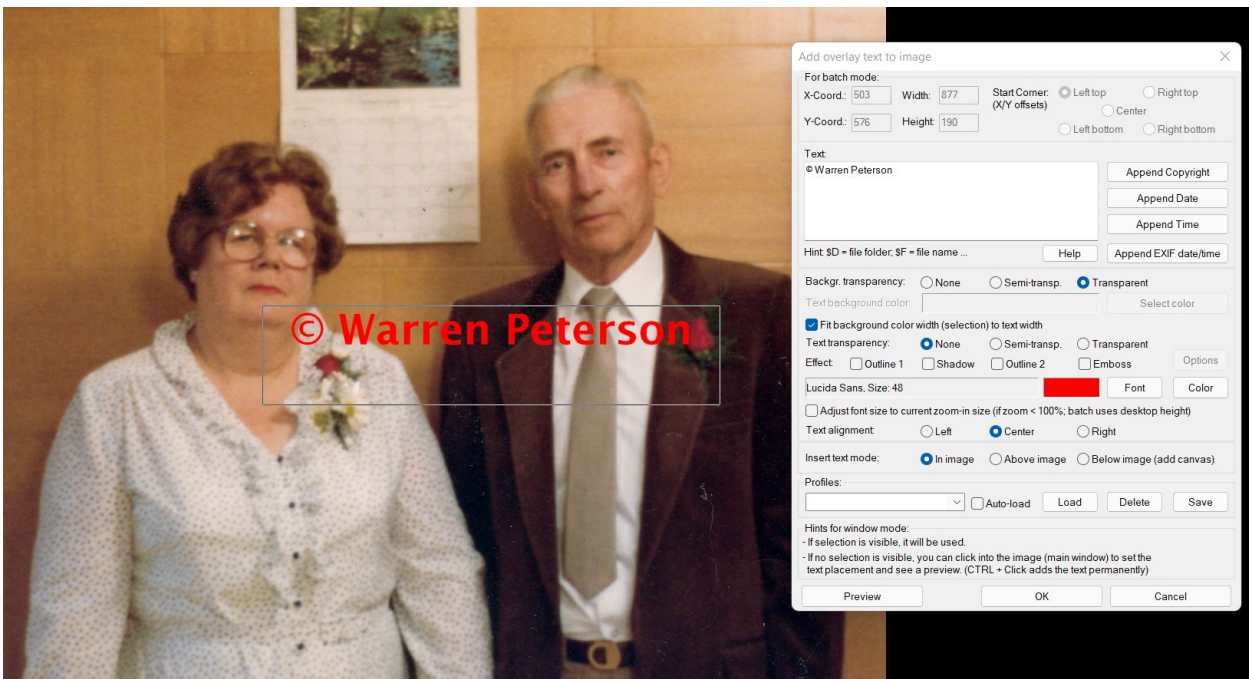 © Warren Peterson
Add overlay text to image
For batch mode:
X-Coord.: 503 Width: 877 Start Corner: Left top Right top
(X/Y offsets) Center
Y-Coord.: 576 Height: 190 Left bottom Right bottom
Text:
© Warren Peterson
Append Copyright
Append Date
Append Time
Hint: $D = file folder; $F = file name ... Help Append EXIF date/time
Backgr. transparency: None Semi-transp. Transparent
Text background color: Select color
Fit background color width (selection) to text width
Text transparency: None Semi-transp. Transparent
Effect: Outline 1 Shadow Outline 2 Emboss Options
Lucida Sans, Size: 48 Font Color
Adjust font size to current zoom-in size (if zoom < 100%; batch uses desktop height)
Text alignment: Left Center Right
Insert text mode: In image Above image Below image (add canvas)
Profiles:
Auto-load Load Delete Save
Hints for window mode:
- If selection is visible, it will be used.
- If no selection is visible, you can click into the image (main window) to set the
text placement and see a preview. (CTRL + Click adds the text permanently)
Preview OK Cancel